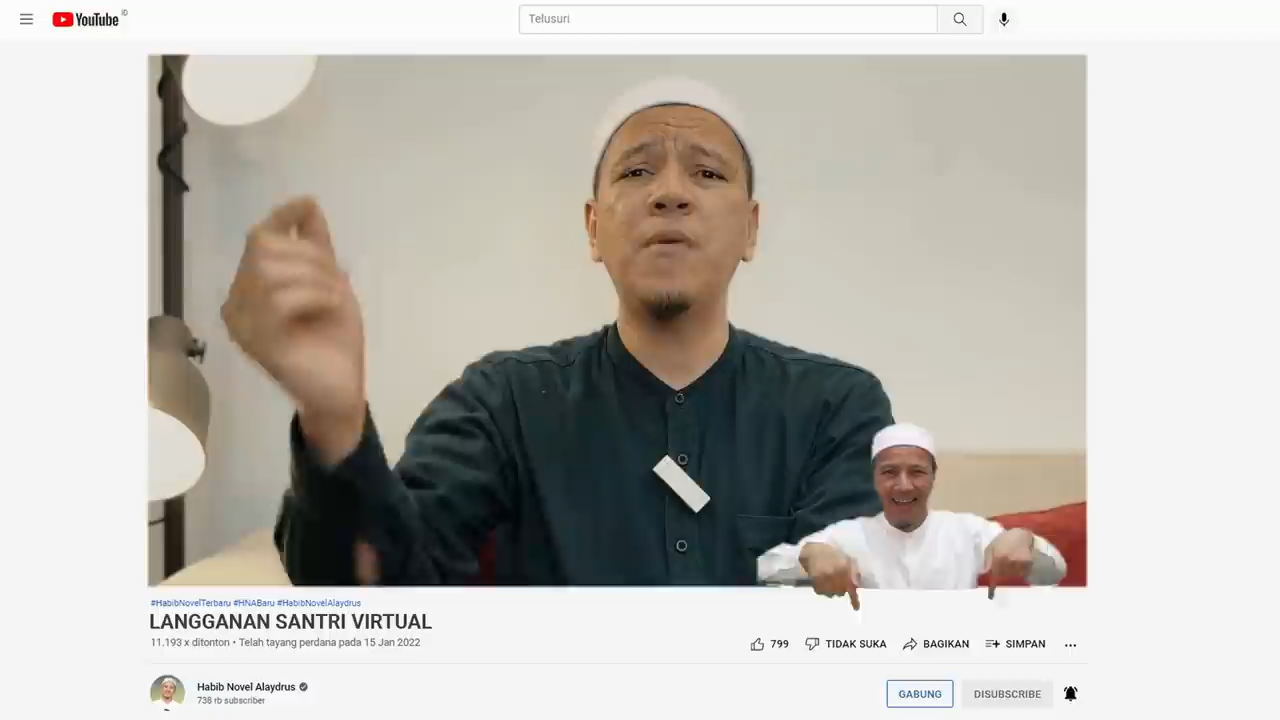 YouTube ID
Telusuri
#HabibNovelTerbaru #HNABaru #HabibNovelAlaydrus
LANGGANAN SANTRI VIRTUAL
11.193 x ditonton • Telah tayang perdana pada 15 Jan 2022
799 TIDAK SUKA BAGIKAN SIMPAN
Habib Novel Alaydrus
738 rb subscriber
GABUNG DISUBSCRIBE